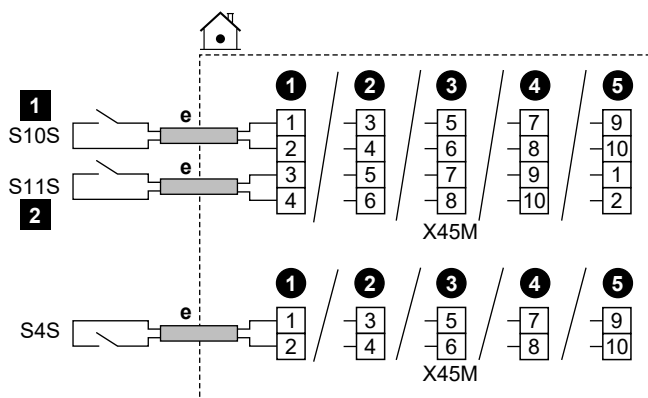 1 2 3 4 5
1 e 1 3 5 7 9
S10S 2 4 6 8 10
S11S e 3 5 7 9 1
2 4 6 8 10 2
X45M
1 2 3 4 5
S4S e 1 3 5 7 9
2 4 6 8 10
X45M